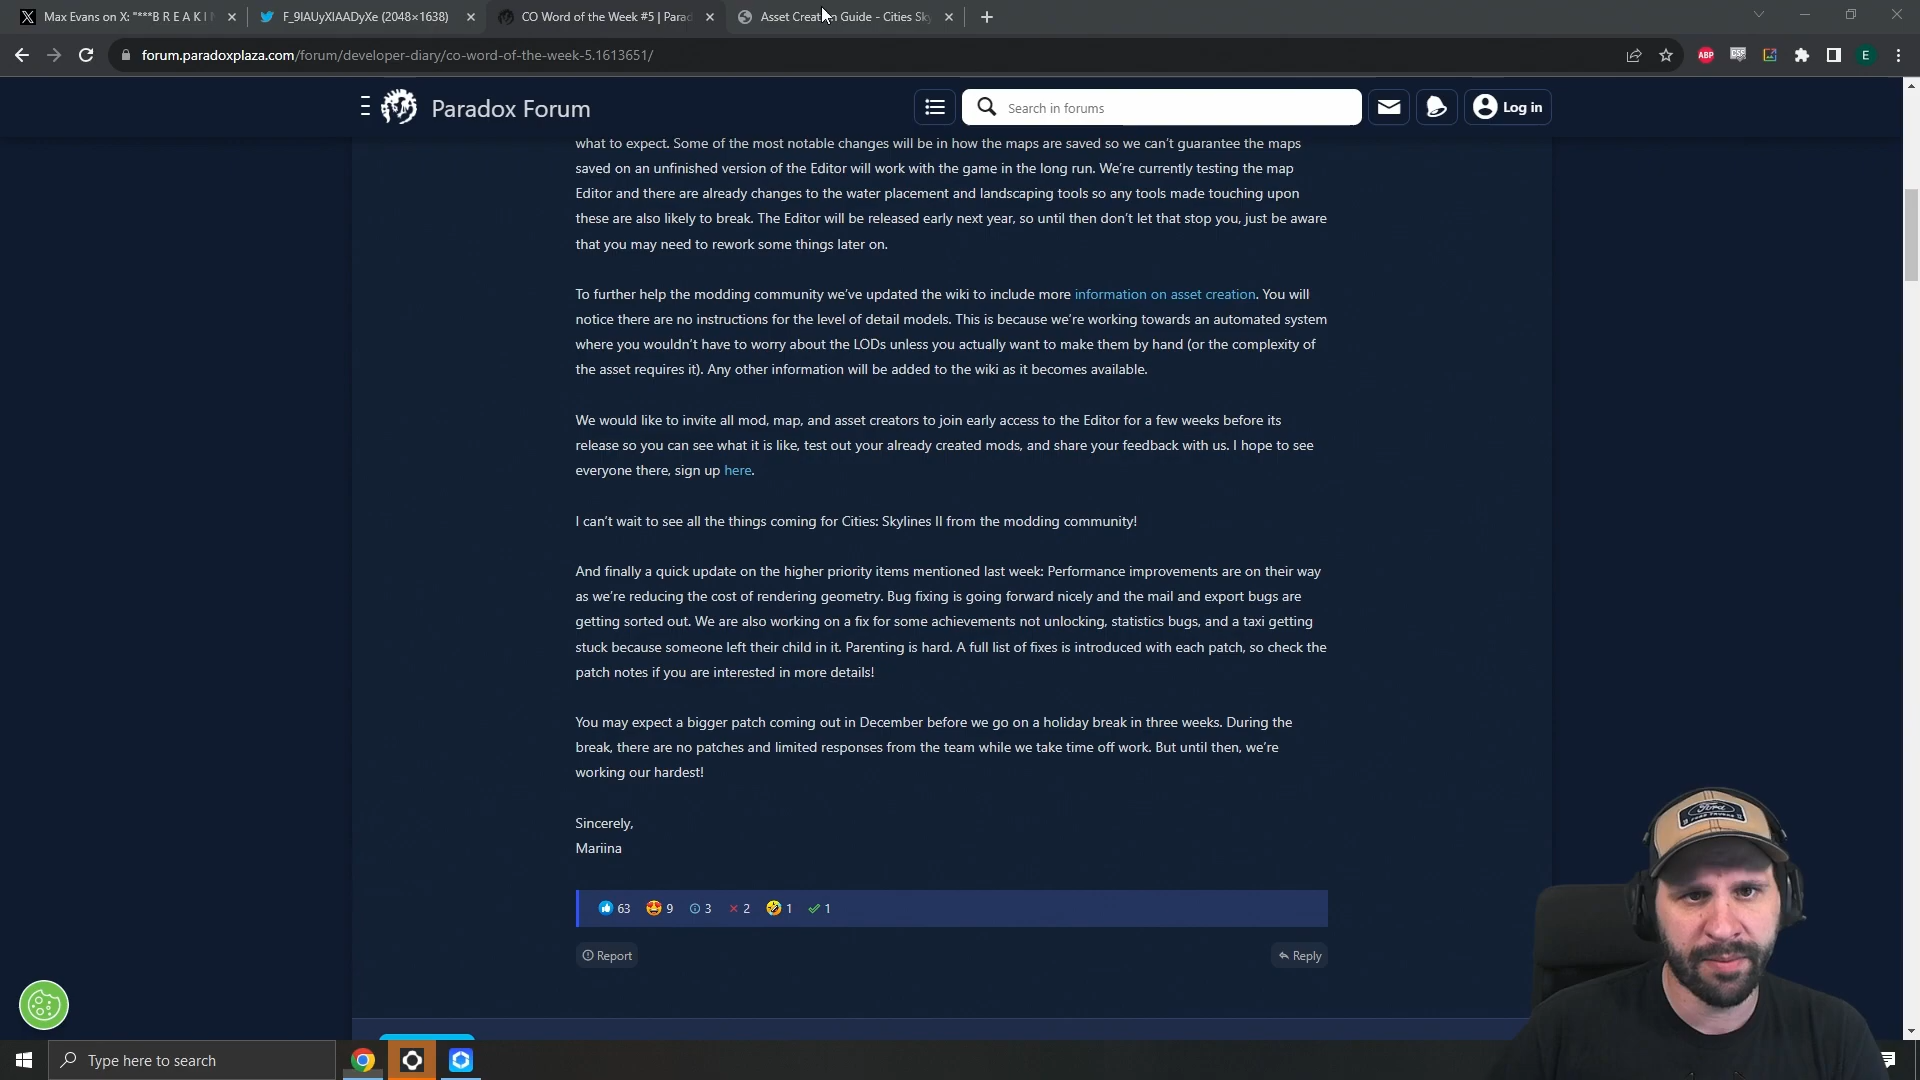 Max Evans on X: "***B R E A K I
F_9IAUyXIAADyXe (2048×1638)
CO Word of the Week #5 | Parad
Asset Creation Guide - Cities Sky
forum.paradoxplaza.com/forum/developer-diary/co-word-of-the-week-5.1613651/
ABP
E
Paradox Forum
Search in forums
Log in
what to expect. Some of the most notable changes will be in how the maps are saved so we can't guarantee the maps
saved on an unfinished version of the Editor will work with the game in the long run. We're currently testing the map
Editor and there are already changes to the water placement and landscaping tools so any tools made touching upon
these are also likely to break. The Editor will be released early next year, so until then don't let that stop you, just be aware
that you may need to rework some things later on.
To further help the modding community we've updated the wiki to include more information on asset creation. You will
notice there are no instructions for the level of detail models. This is because we're working towards an automated system
where you wouldn't have to worry about the LODs unless you actually want to make them by hand (or the complexity of
the asset requires it). Any other information will be added to the wiki as it becomes available.
We would like to invite all mod, map, and asset creators to join early access to the Editor for a few weeks before its
release so you can see what it is like, test out your already created mods, and share your feedback with us. I hope to see
everyone there, sign up here.
I can't wait to see all the things coming for Cities: Skylines II from the modding community!
And finally a quick update on the higher priority items mentioned last week: Performance improvements are on their way
as we're reducing the cost of rendering geometry. Bug fixing is going forward nicely and the mail and export bugs are
getting sorted out. We are also working on a fix for some achievements not unlocking, statistics bugs, and a taxi getting
stuck because someone left their child in it. Parenting is hard. A full list of fixes is introduced with each patch, so check the
patch notes if you are interested in more details!
You may expect a bigger patch coming out in December before we go on a holiday break in three weeks. During the
break, there are no patches and limited responses from the team while we take time off work. But until then, we're
working our hardest!
Sincerely,
Mariina
63 9 3 2 1 1
Report
Reply
Ford
Type here to search